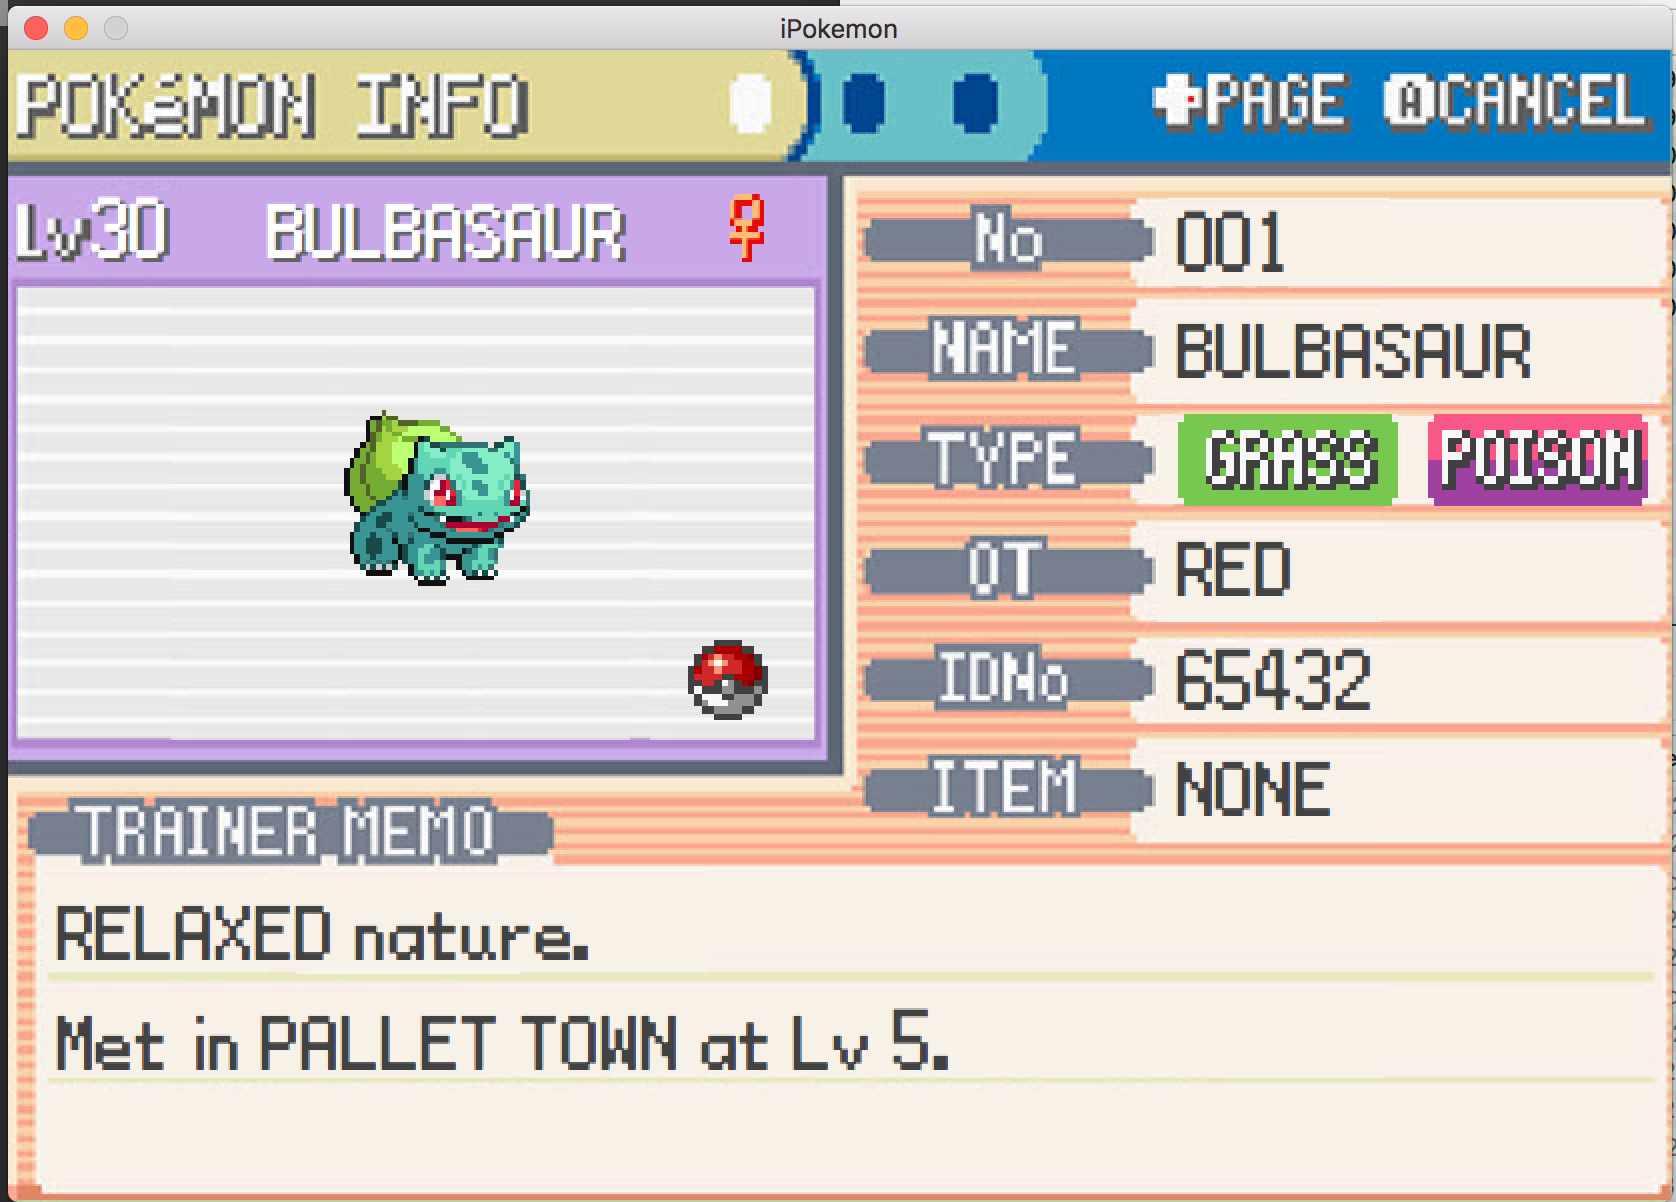 iPokemon
POKéMON INFO PAGE ACANCEL
Lv30 BULBASAUR ♀
No 001
NAME BULBASAUR
TYPE GRASS POISON
OT RED
IDNo 65432
ITEM NONE
TRAINER MEMO
RELAXED nature.
Met in PALLET TOWN at Lv 5.